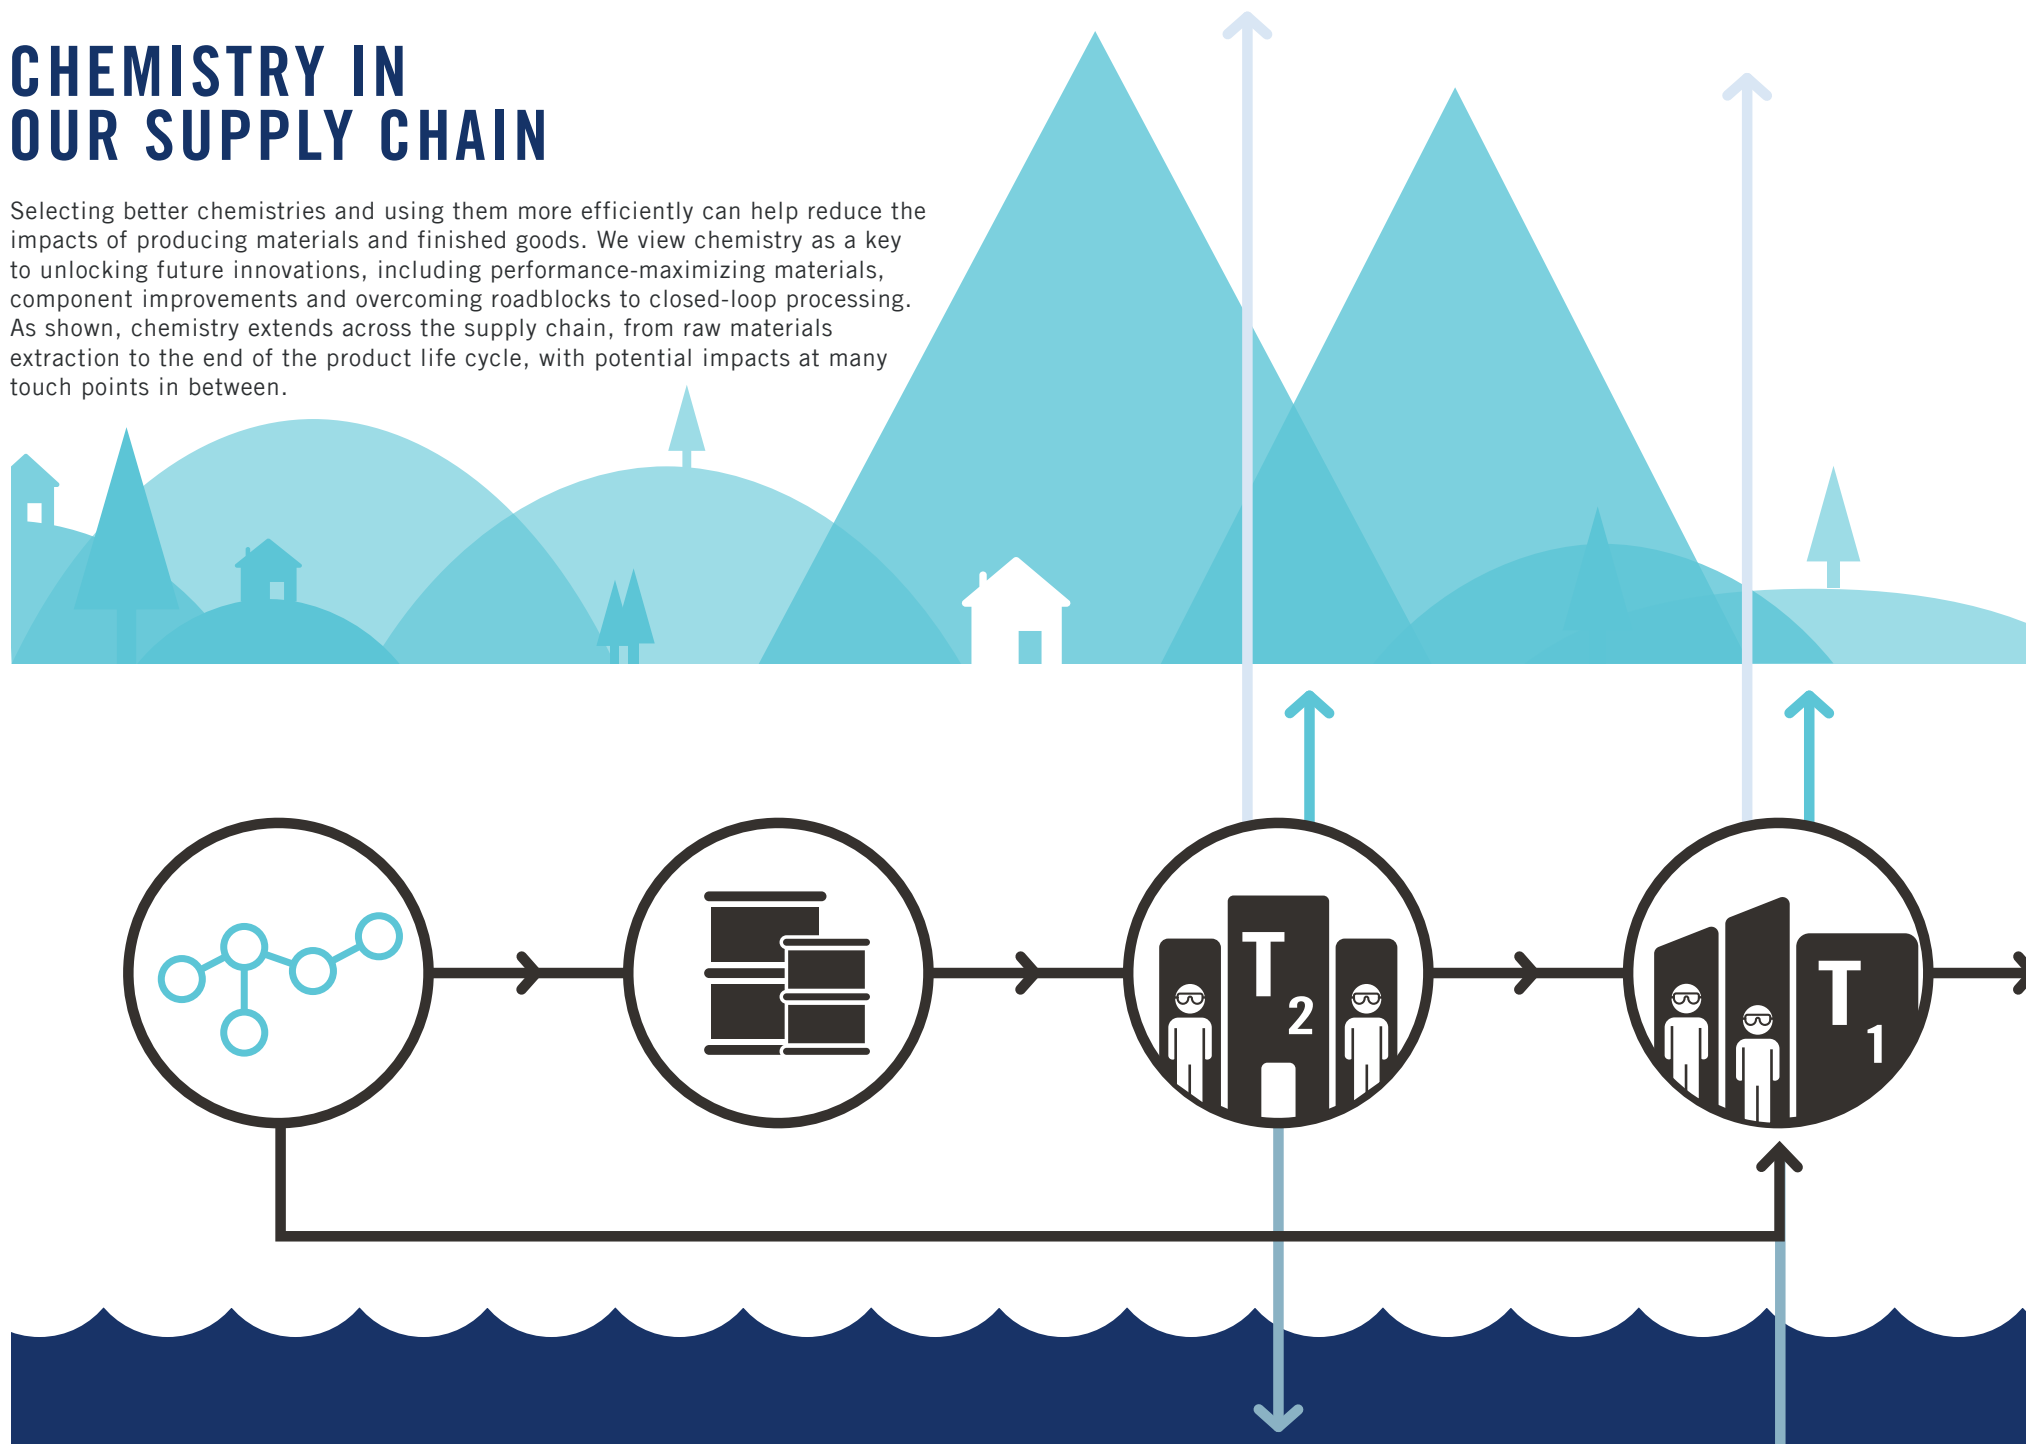 CHEMISTRY IN
OUR SUPPLY CHAIN
Selecting better chemistries and using them more efficiently can help reduce the
impacts of producing materials and finished goods. We view chemistry as a key
to unlocking future innovations, including performance-maximizing materials,
component improvements and overcoming roadblocks to closed-loop processing.
As shown, chemistry extends across the supply chain, from raw materials
extraction to the end of the product life cycle, with potential impacts at many
touch points in between.
T2
T1